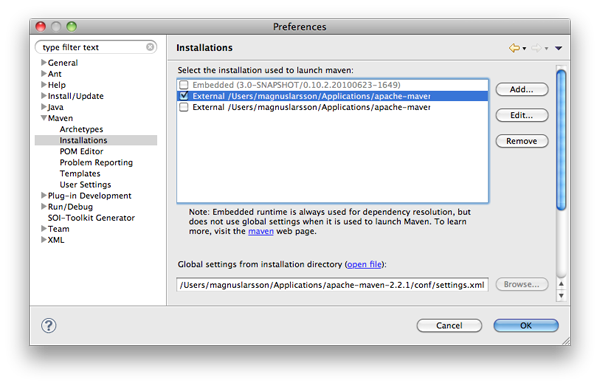 Preferences
type filter text
Installations
General
Ant
Help
Install/Update
Java
Maven
Archetypes
Installations
POM Editor
Problem Reporting
Templates
User Settings
Plug-in Development
Run/Debug
SOI-Toolkit Generator
Team
XML
Select the installation used to launch maven:
Embedded (3.0-SNAPSHOT/0.10.2.20100623-1649)
External /Users/magnuslarsson/Applications/apache-maver
External /Users/magnuslarsson/Applications/apache-maver
Add...
Edit...
Remove
Note: Embedded runtime is always used for dependency resolution, but
does not use global settings when it is used to launch Maven. To learn
more, visit the maven web page.
Global settings from installation directory (open file):
/Users/magnuslarsson/Applications/apache-maven-2.2.1/conf/settings.xml
Browse...
?
Cancel
OK